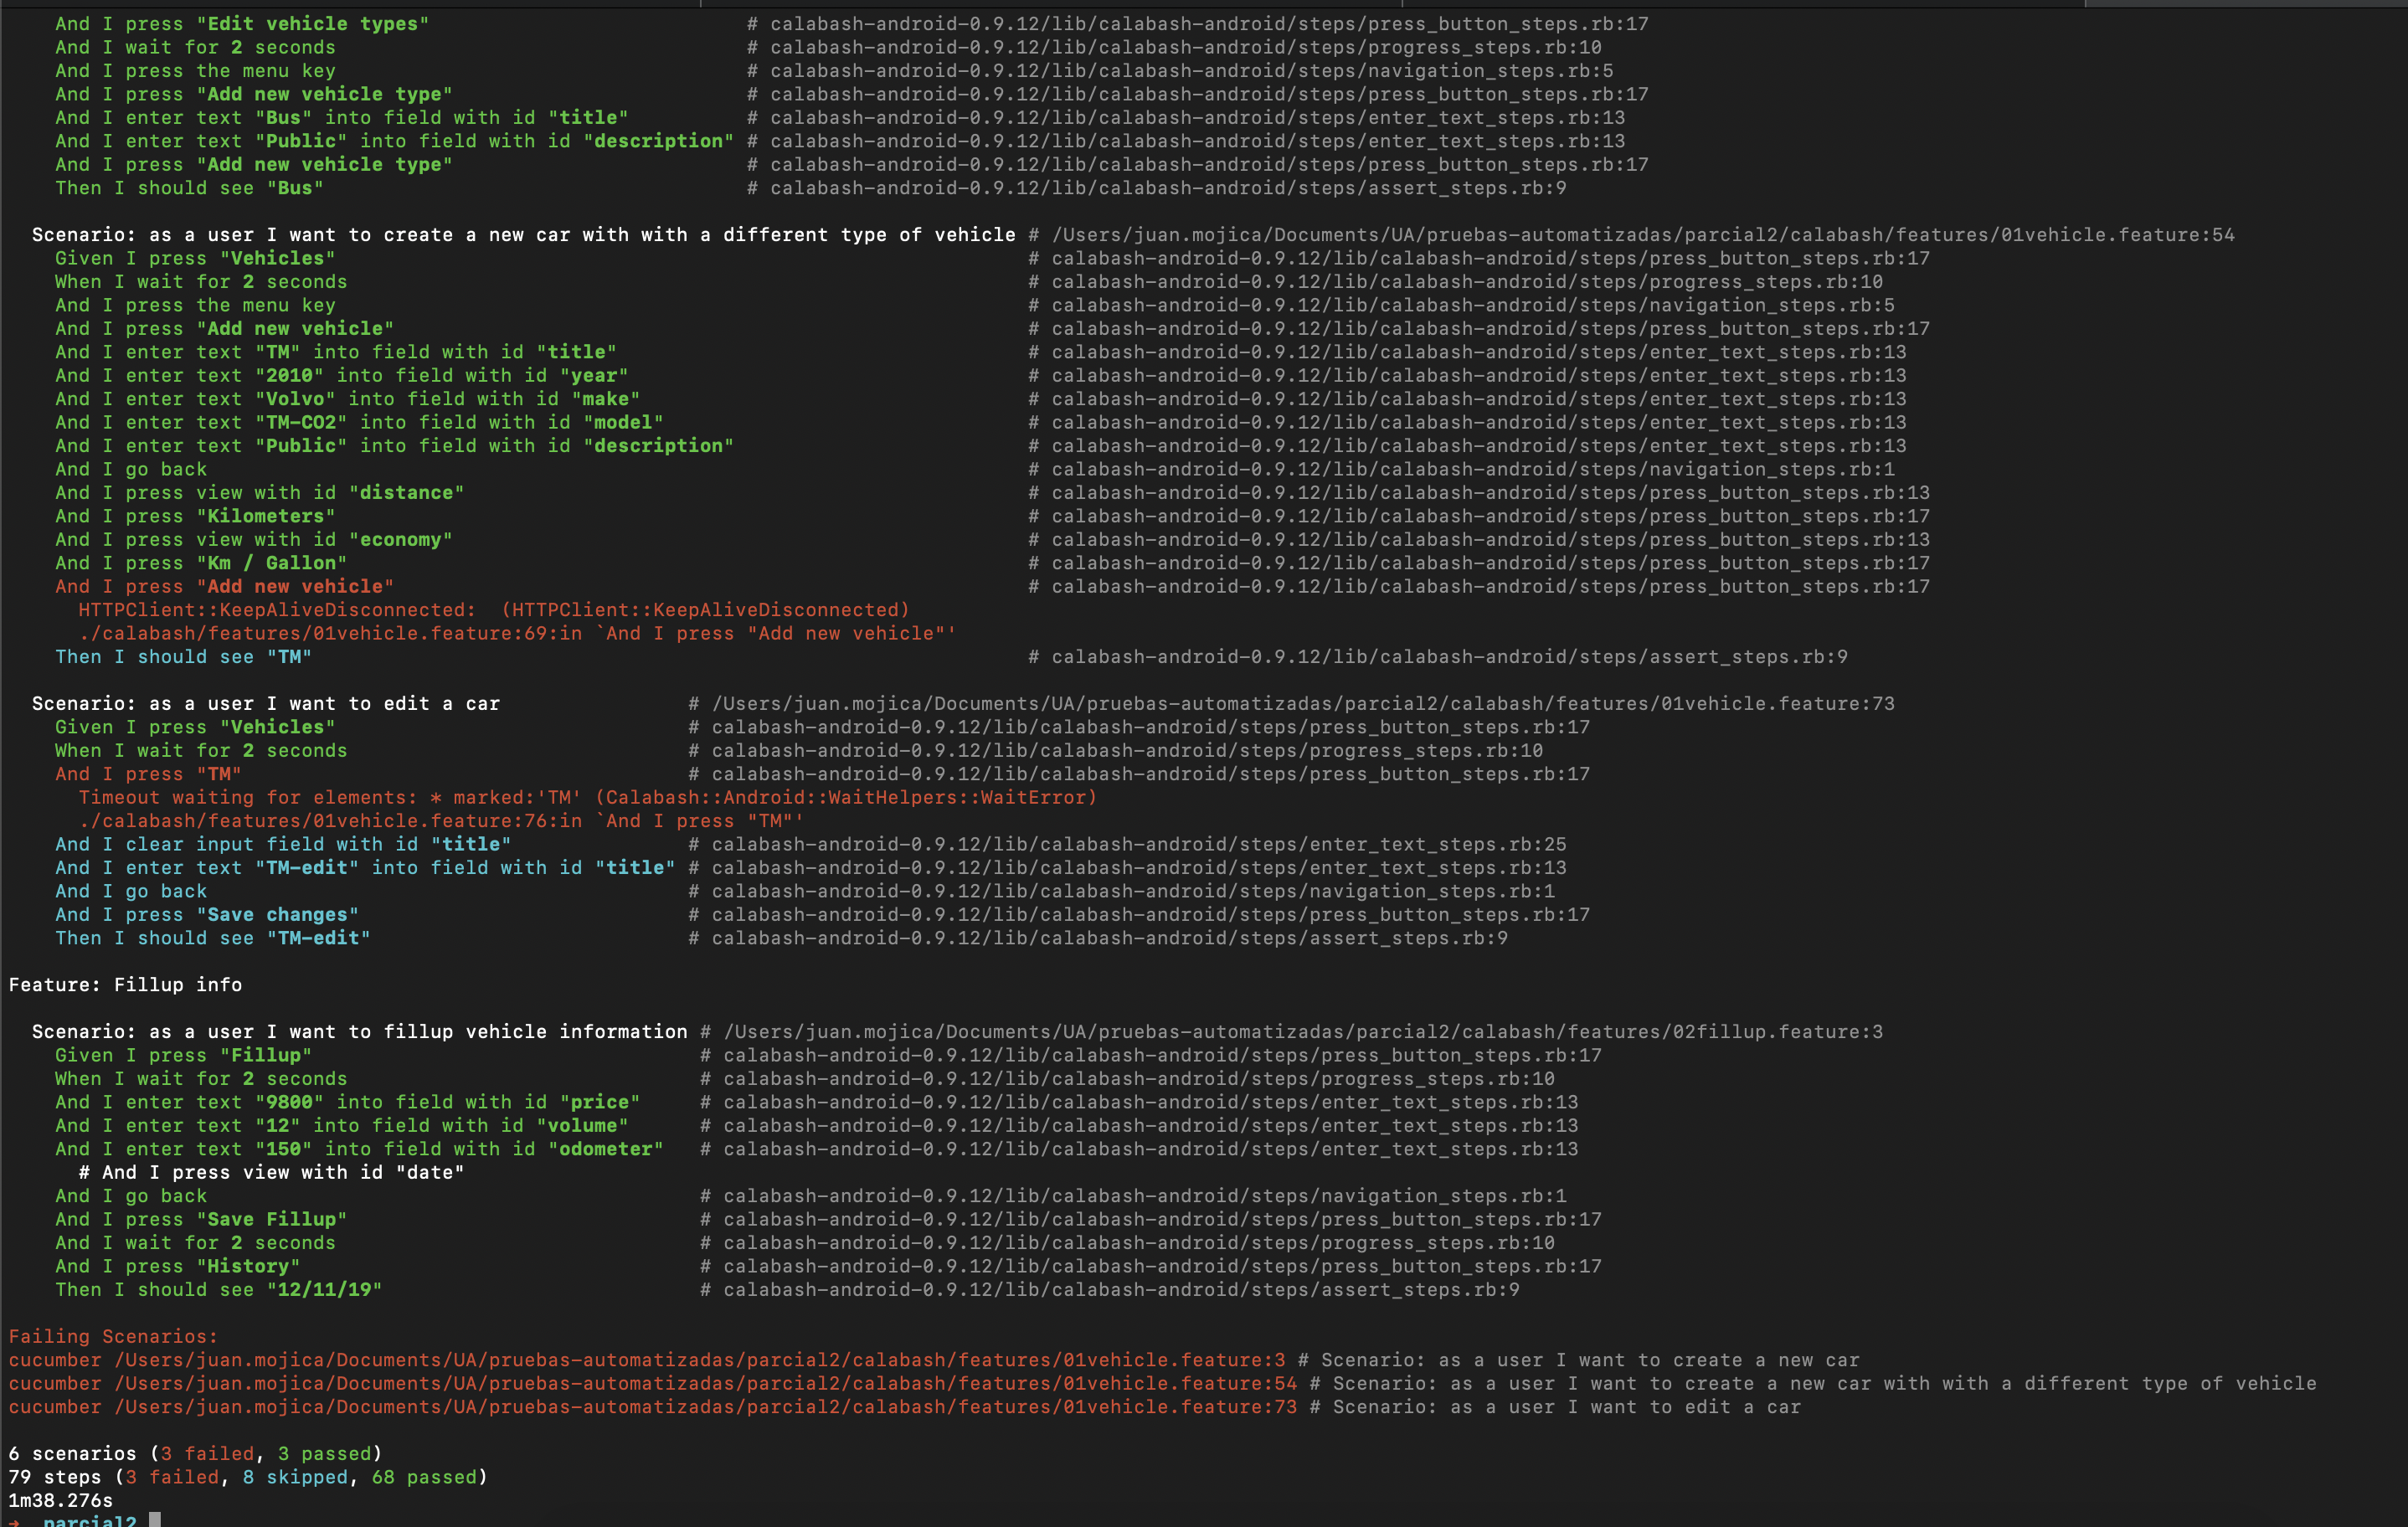 And I press "Edit vehicle types" # calabash-android-0.9.12/lib/calabash-android/steps/press_button_steps.rb:17
And I wait for 2 seconds # calabash-android-0.9.12/lib/calabash-android/steps/progress_steps.rb:10
And I press the menu key # calabash-android-0.9.12/lib/calabash-android/steps/navigation_steps.rb:5
And I press "Add new vehicle type" # calabash-android-0.9.12/lib/calabash-android/steps/press_button_steps.rb:17
And I enter text "Bus" into field with id "title" # calabash-android-0.9.12/lib/calabash-android/steps/enter_text_steps.rb:13
And I enter text "Public" into field with id "description" # calabash-android-0.9.12/lib/calabash-android/steps/enter_text_steps.rb:13
And I press "Add new vehicle type" # calabash-android-0.9.12/lib/calabash-android/steps/press_button_steps.rb:17
Then I should see "Bus" # calabash-android-0.9.12/lib/calabash-android/steps/assert_steps.rb:9
Scenario: as a user I want to create a new car with with a different type of vehicle # /Users/juan.mojica/Documents/UA/pruebas-automatizadas/parcial2/calabash/features/01vehicle.feature:54
Given I press "Vehicles" # calabash-android-0.9.12/lib/calabash-android/steps/press_button_steps.rb:17
When I wait for 2 seconds # calabash-android-0.9.12/lib/calabash-android/steps/progress_steps.rb:10
And I press the menu key # calabash-android-0.9.12/lib/calabash-android/steps/navigation_steps.rb:5
And I press "Add new vehicle" # calabash-android-0.9.12/lib/calabash-android/steps/press_button_steps.rb:17
And I enter text "TM" into field with id "title" # calabash-android-0.9.12/lib/calabash-android/steps/enter_text_steps.rb:13
And I enter text "2010" into field with id "year" # calabash-android-0.9.12/lib/calabash-android/steps/enter_text_steps.rb:13
And I enter text "Volvo" into field with id "make" # calabash-android-0.9.12/lib/calabash-android/steps/enter_text_steps.rb:13
And I enter text "TM-CO2" into field with id "model" # calabash-android-0.9.12/lib/calabash-android/steps/enter_text_steps.rb:13
And I enter text "Public" into field with id "description" # calabash-android-0.9.12/lib/calabash-android/steps/enter_text_steps.rb:13
And I go back # calabash-android-0.9.12/lib/calabash-android/steps/navigation_steps.rb:1
And I press view with id "distance" # calabash-android-0.9.12/lib/calabash-android/steps/press_button_steps.rb:13
And I press "Kilometers" # calabash-android-0.9.12/lib/calabash-android/steps/press_button_steps.rb:17
And I press view with id "economy" # calabash-android-0.9.12/lib/calabash-android/steps/press_button_steps.rb:13
And I press "Km / Gallon" # calabash-android-0.9.12/lib/calabash-android/steps/press_button_steps.rb:17
And I press "Add new vehicle" # calabash-android-0.9.12/lib/calabash-android/steps/press_button_steps.rb:17
HTTPClient::KeepAliveDisconnected:  (HTTPClient::KeepAliveDisconnected)
./calabash/features/01vehicle.feature:69:in `And I press "Add new vehicle"'
Then I should see "TM" # calabash-android-0.9.12/lib/calabash-android/steps/assert_steps.rb:9
Scenario: as a user I want to edit a car # /Users/juan.mojica/Documents/UA/pruebas-automatizadas/parcial2/calabash/features/01vehicle.feature:73
Given I press "Vehicles" # calabash-android-0.9.12/lib/calabash-android/steps/press_button_steps.rb:17
When I wait for 2 seconds # calabash-android-0.9.12/lib/calabash-android/steps/progress_steps.rb:10
And I press "TM" # calabash-android-0.9.12/lib/calabash-android/steps/press_button_steps.rb:17
Timeout waiting for elements: * marked:'TM' (Calabash::Android::WaitHelpers::WaitError)
./calabash/features/01vehicle.feature:76:in `And I press "TM"'
And I clear input field with id "title" # calabash-android-0.9.12/lib/calabash-android/steps/enter_text_steps.rb:25
And I enter text "TM-edit" into field with id "title" # calabash-android-0.9.12/lib/calabash-android/steps/enter_text_steps.rb:13
And I go back # calabash-android-0.9.12/lib/calabash-android/steps/navigation_steps.rb:1
And I press "Save changes" # calabash-android-0.9.12/lib/calabash-android/steps/press_button_steps.rb:17
Then I should see "TM-edit" # calabash-android-0.9.12/lib/calabash-android/steps/assert_steps.rb:9
Feature: Fillup info
Scenario: as a user I want to fillup vehicle information # /Users/juan.mojica/Documents/UA/pruebas-automatizadas/parcial2/calabash/features/02fillup.feature:3
Given I press "Fillup" # calabash-android-0.9.12/lib/calabash-android/steps/press_button_steps.rb:17
When I wait for 2 seconds # calabash-android-0.9.12/lib/calabash-android/steps/progress_steps.rb:10
And I enter text "9800" into field with id "price" # calabash-android-0.9.12/lib/calabash-android/steps/enter_text_steps.rb:13
And I enter text "12" into field with id "volume" # calabash-android-0.9.12/lib/calabash-android/steps/enter_text_steps.rb:13
And I enter text "150" into field with id "odometer" # calabash-android-0.9.12/lib/calabash-android/steps/enter_text_steps.rb:13
# And I press view with id "date"
And I go back # calabash-android-0.9.12/lib/calabash-android/steps/navigation_steps.rb:1
And I press "Save Fillup" # calabash-android-0.9.12/lib/calabash-android/steps/press_button_steps.rb:17
And I wait for 2 seconds # calabash-android-0.9.12/lib/calabash-android/steps/progress_steps.rb:10
And I press "History" # calabash-android-0.9.12/lib/calabash-android/steps/press_button_steps.rb:17
Then I should see "12/11/19" # calabash-android-0.9.12/lib/calabash-android/steps/assert_steps.rb:9
Failing Scenarios:
cucumber /Users/juan.mojica/Documents/UA/pruebas-automatizadas/parcial2/calabash/features/01vehicle.feature:3 # Scenario: as a user I want to create a new car
cucumber /Users/juan.mojica/Documents/UA/pruebas-automatizadas/parcial2/calabash/features/01vehicle.feature:54 # Scenario: as a user I want to create a new car with with a different type of vehicle
cucumber /Users/juan.mojica/Documents/UA/pruebas-automatizadas/parcial2/calabash/features/01vehicle.feature:73 # Scenario: as a user I want to edit a car
6 scenarios (3 failed, 3 passed)
79 steps (3 failed, 8 skipped, 68 passed)
1m38.276s
→ parcial2